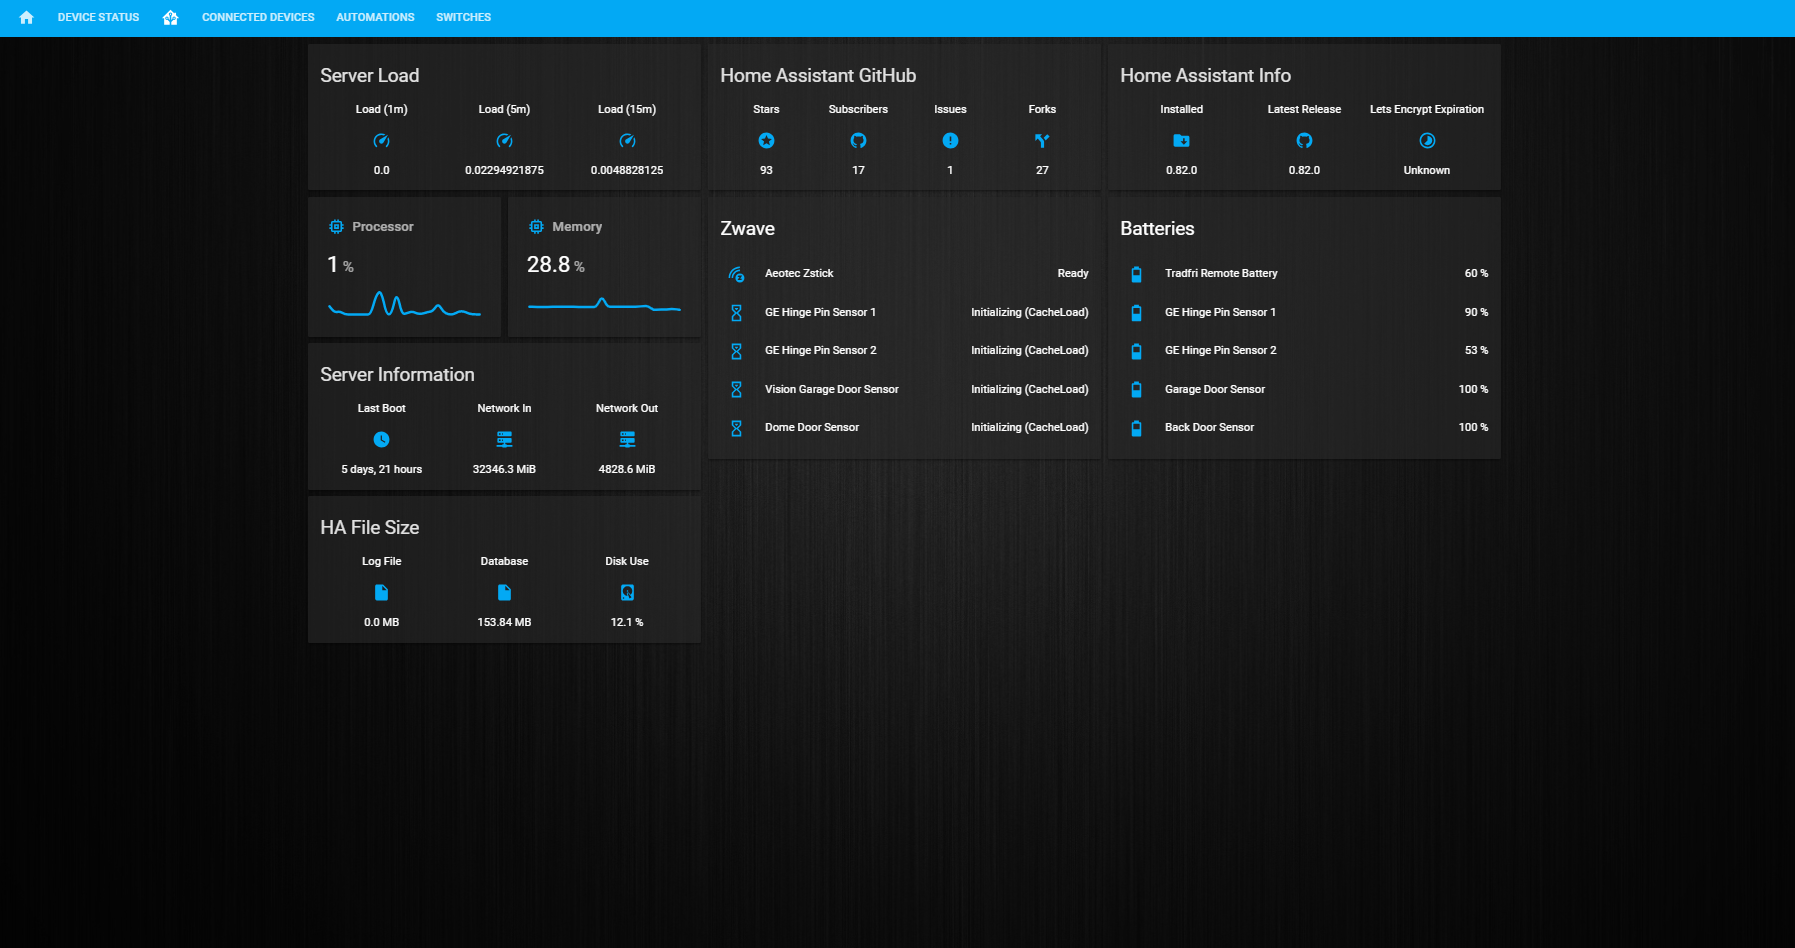 DEVICE STATUS CONNECTED DEVICES AUTOMATIONS SWITCHES
Server Load
Load (1m) Load (5m) Load (15m)
0.0 0.02294921875 0.0048828125
Processor
1 %
Memory
28.8 %
Server Information
Last Boot Network In Network Out
5 days, 21 hours 32346.3 MiB 4828.6 MiB
HA File Size
Log File Database Disk Use
0.0 MB 153.84 MB 12.1 %
Home Assistant GitHub
Stars Subscribers Issues Forks
93 17 1 27
Zwave
Aeotec Zstick Ready
GE Hinge Pin Sensor 1 Initializing (CacheLoad)
GE Hinge Pin Sensor 2 Initializing (CacheLoad)
Vision Garage Door Sensor Initializing (CacheLoad)
Dome Door Sensor Initializing (CacheLoad)
Home Assistant Info
Installed Latest Release Lets Encrypt Expiration
0.82.0 0.82.0 Unknown
Batteries
Tradfri Remote Battery 60 %
GE Hinge Pin Sensor 1 90 %
GE Hinge Pin Sensor 2 53 %
Garage Door Sensor 100 %
Back Door Sensor 100 %